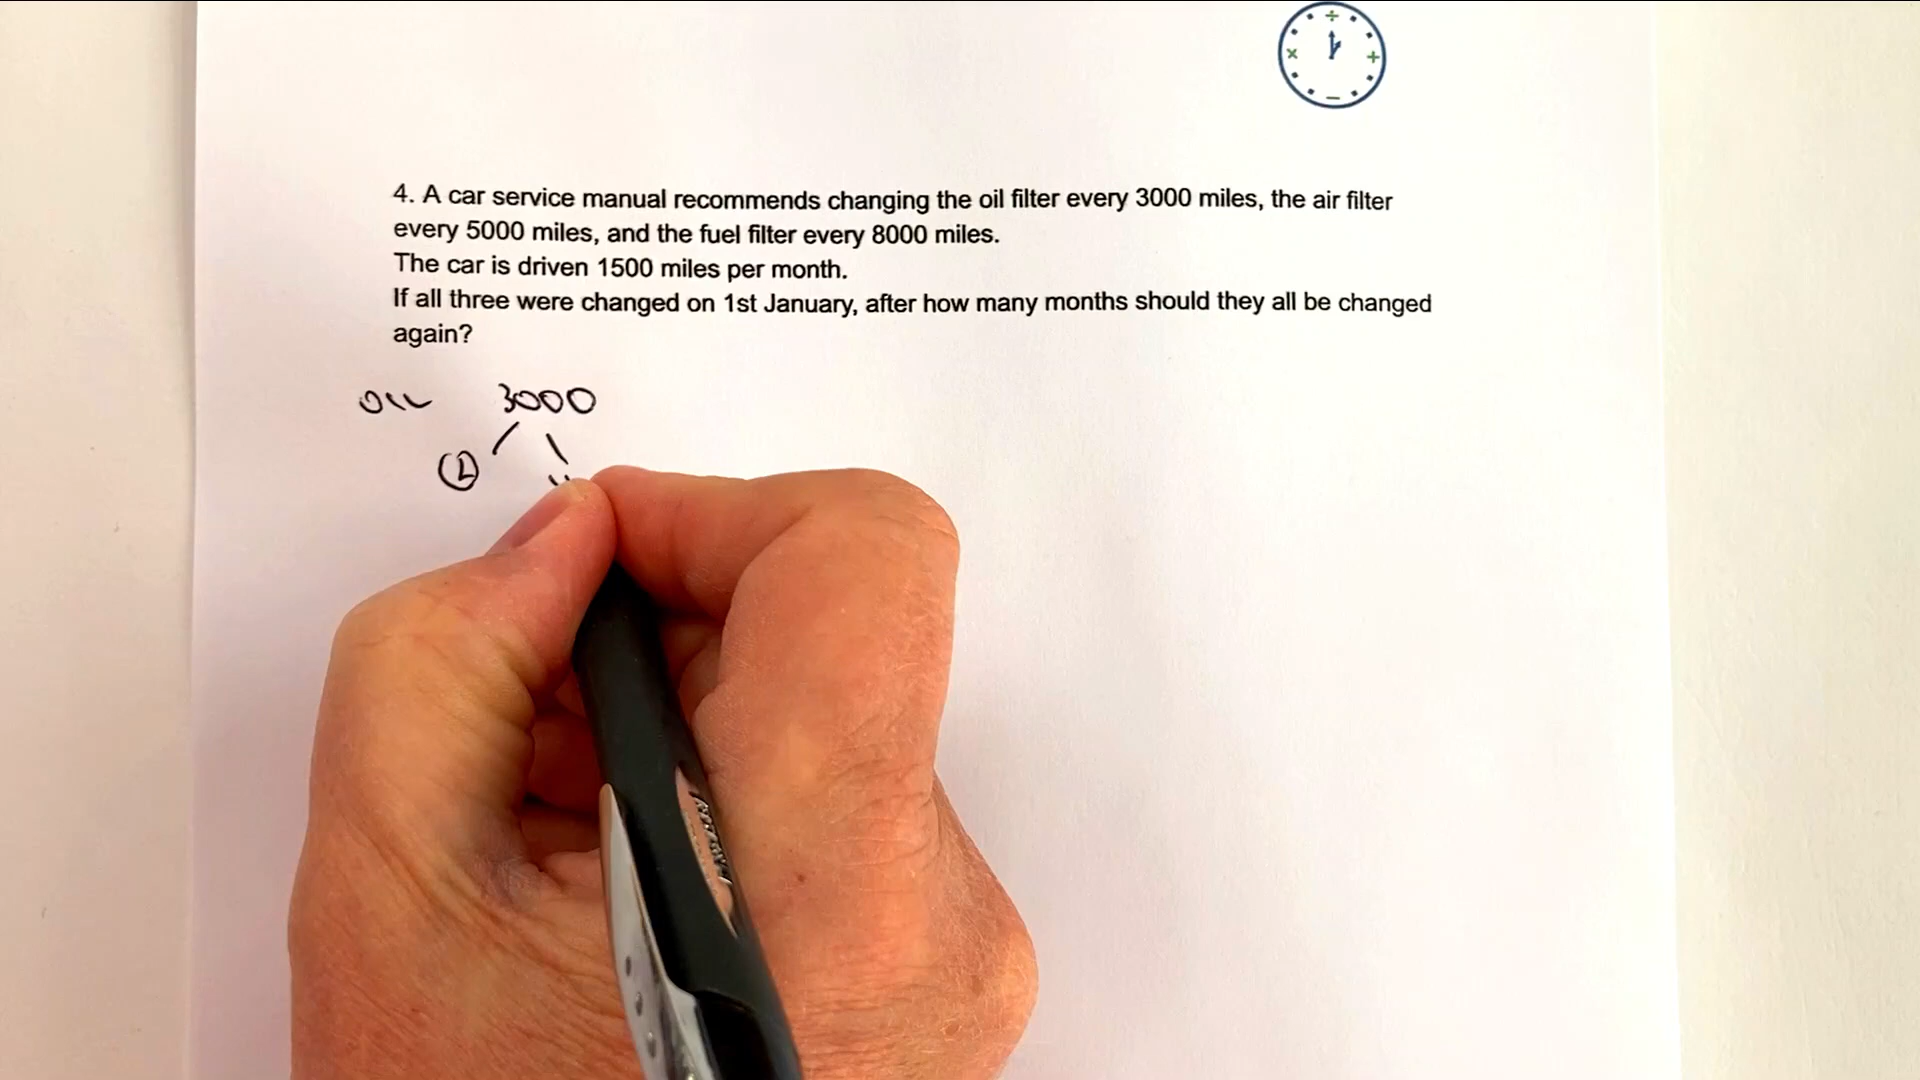 4. A car service manual recommends changing the oil filter every 3000 miles, the air filter
every 5000 miles, and the fuel filter every 8000 miles.
The car is driven 1500 miles per month.
If all three were changed on 1st January, after how many months should they all be changed
again?
OIL 3000
2